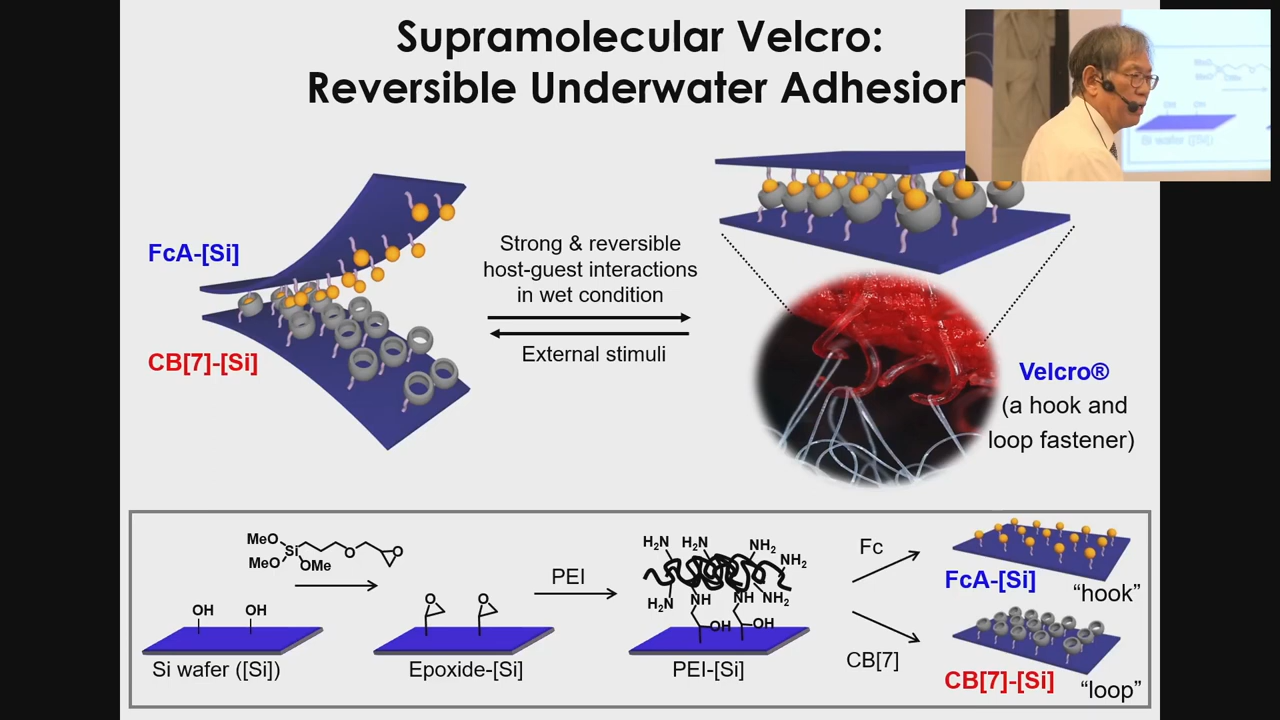 Supramolecular Velcro:
Reversible Underwater Adhesion
FcA-[Si]
CB[7]-[Si]
Strong & reversible
host-guest interactions
in wet condition
External stimuli
Velcro®
(a hook and
loop fastener)
MeO
MeO
Si
OMe
O
O
OH
OH
Si wafer ([Si])
O
O
Epoxide-[Si]
PEI
H₂N
H₂N
NH₂
NH₂
H₂N
NH
NH
NH₂
OH
OH
PEI-[Si]
Fc
CB[7]
FcA-[Si]
"hook"
CB[7]-[Si]
"loop"
Si wafer ([Si])